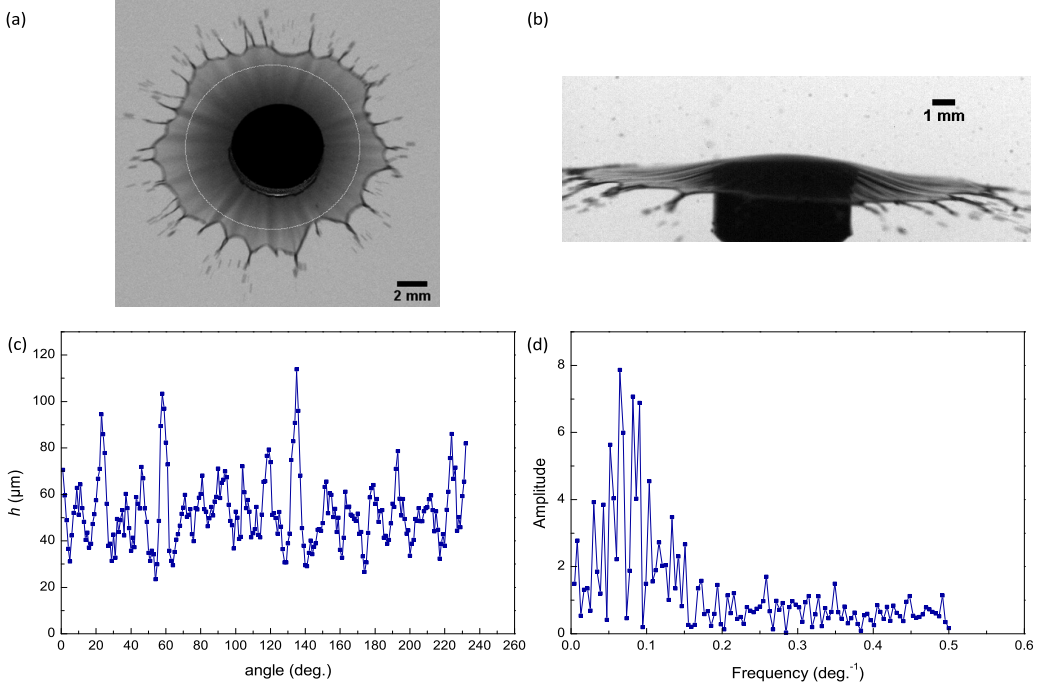 (a)
(b)
2 mm
1 mm
(c)
120
100
80
60
40
20
0
h (µm)
0 20 40 60 80 100 120 140 160 180 200 220 240 260
angle (deg.)
(d)
8
6
4
2
0
Amplitude
0.0 0.1 0.2 0.3 0.4 0.5 0.6
Frequency (deg.⁻¹)